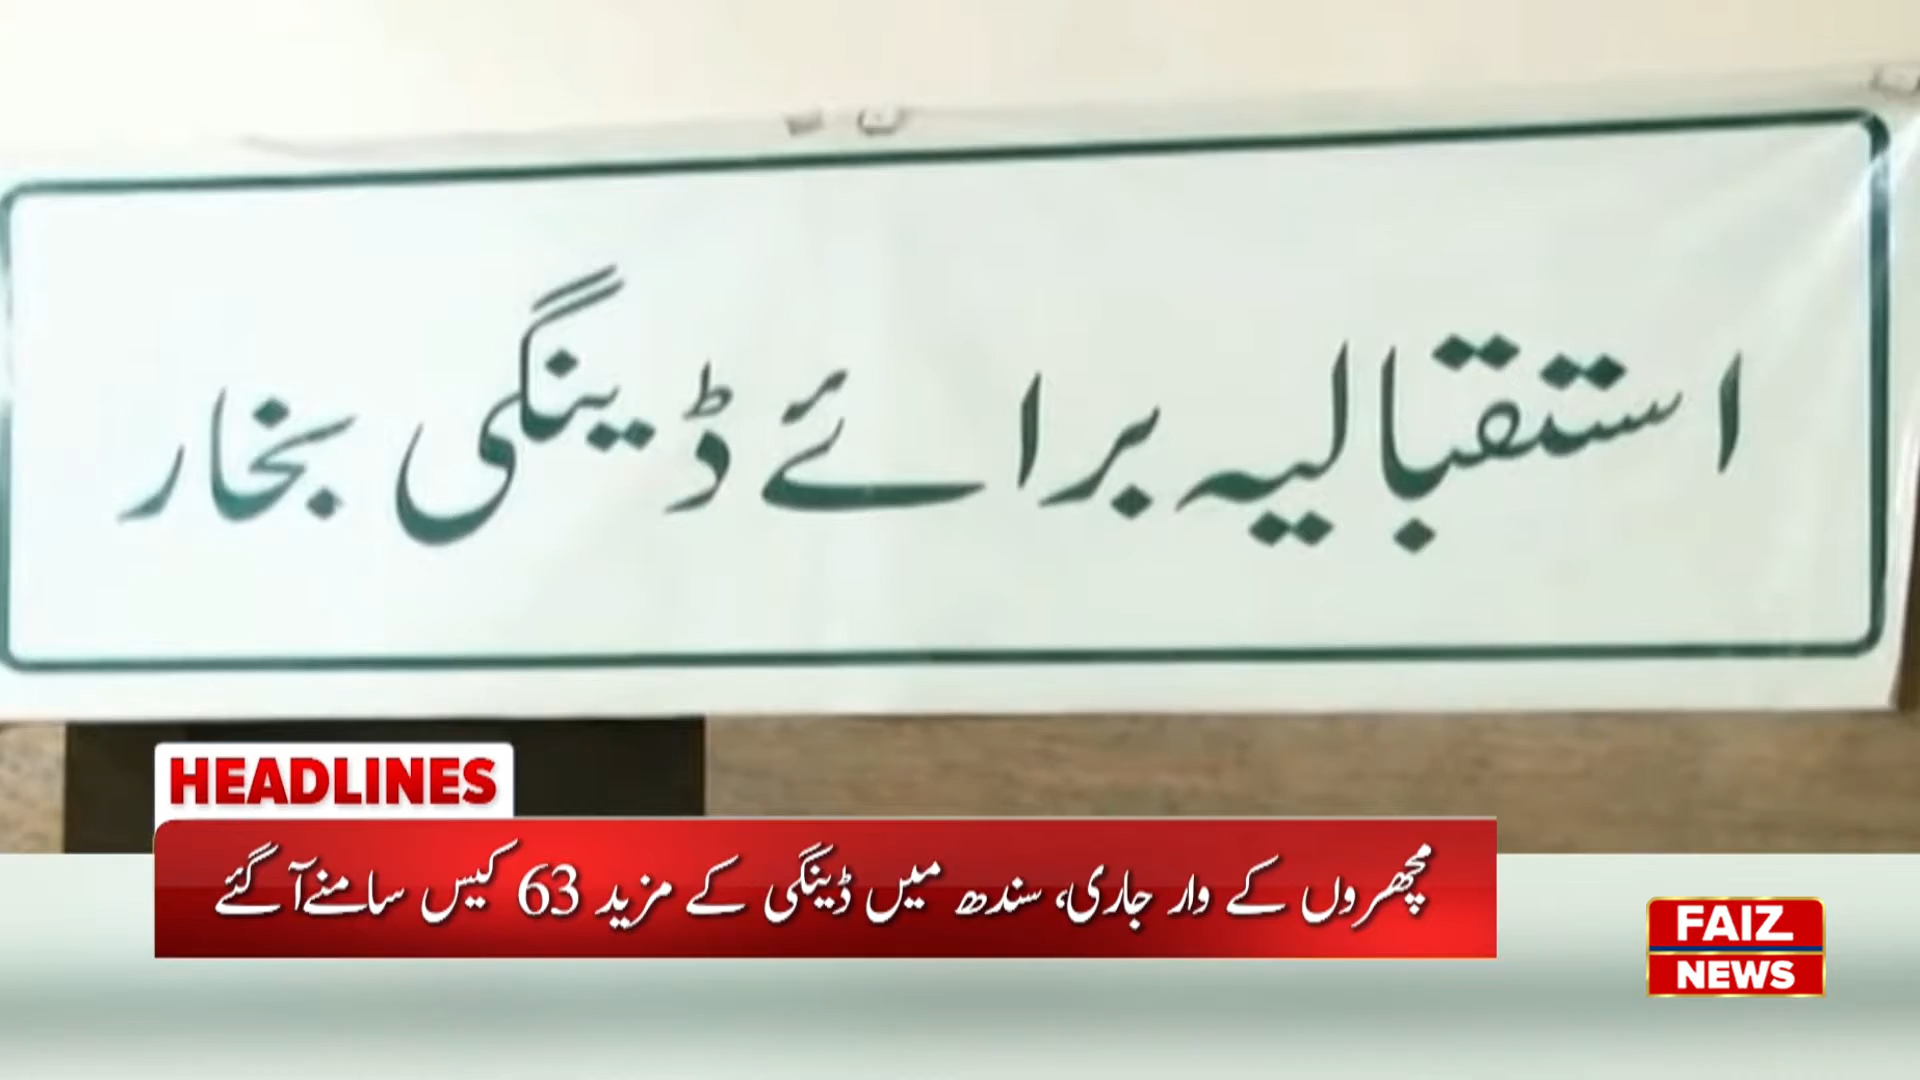 استقبالیہ برائے ڈینگی بخار
HEADLINES
مچھروں کے وار جاری، سندھ میں ڈینگی کے مزید 63 کیس سامنے آگئے
FAIZ
NEWS